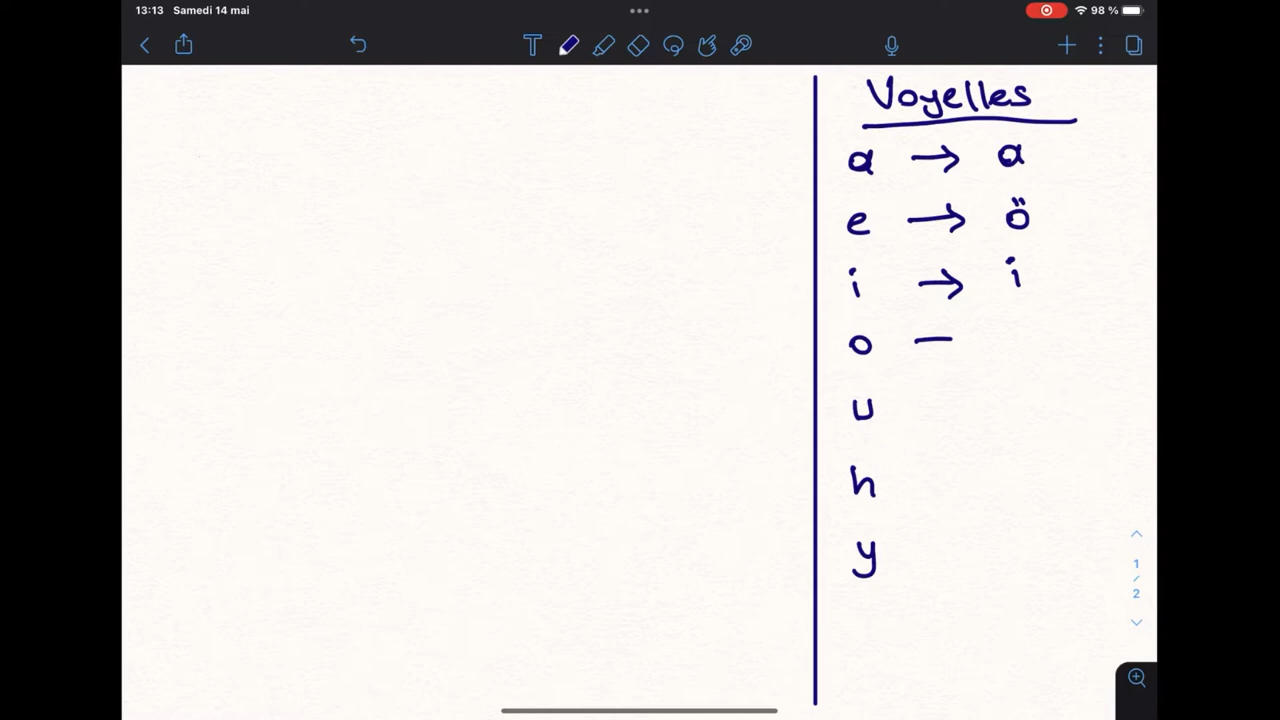 13:13 Samedi 14 mai
98 %
T
Voyelles
a → a
e → ö
i → i
o —
u
h
y
1
/
2